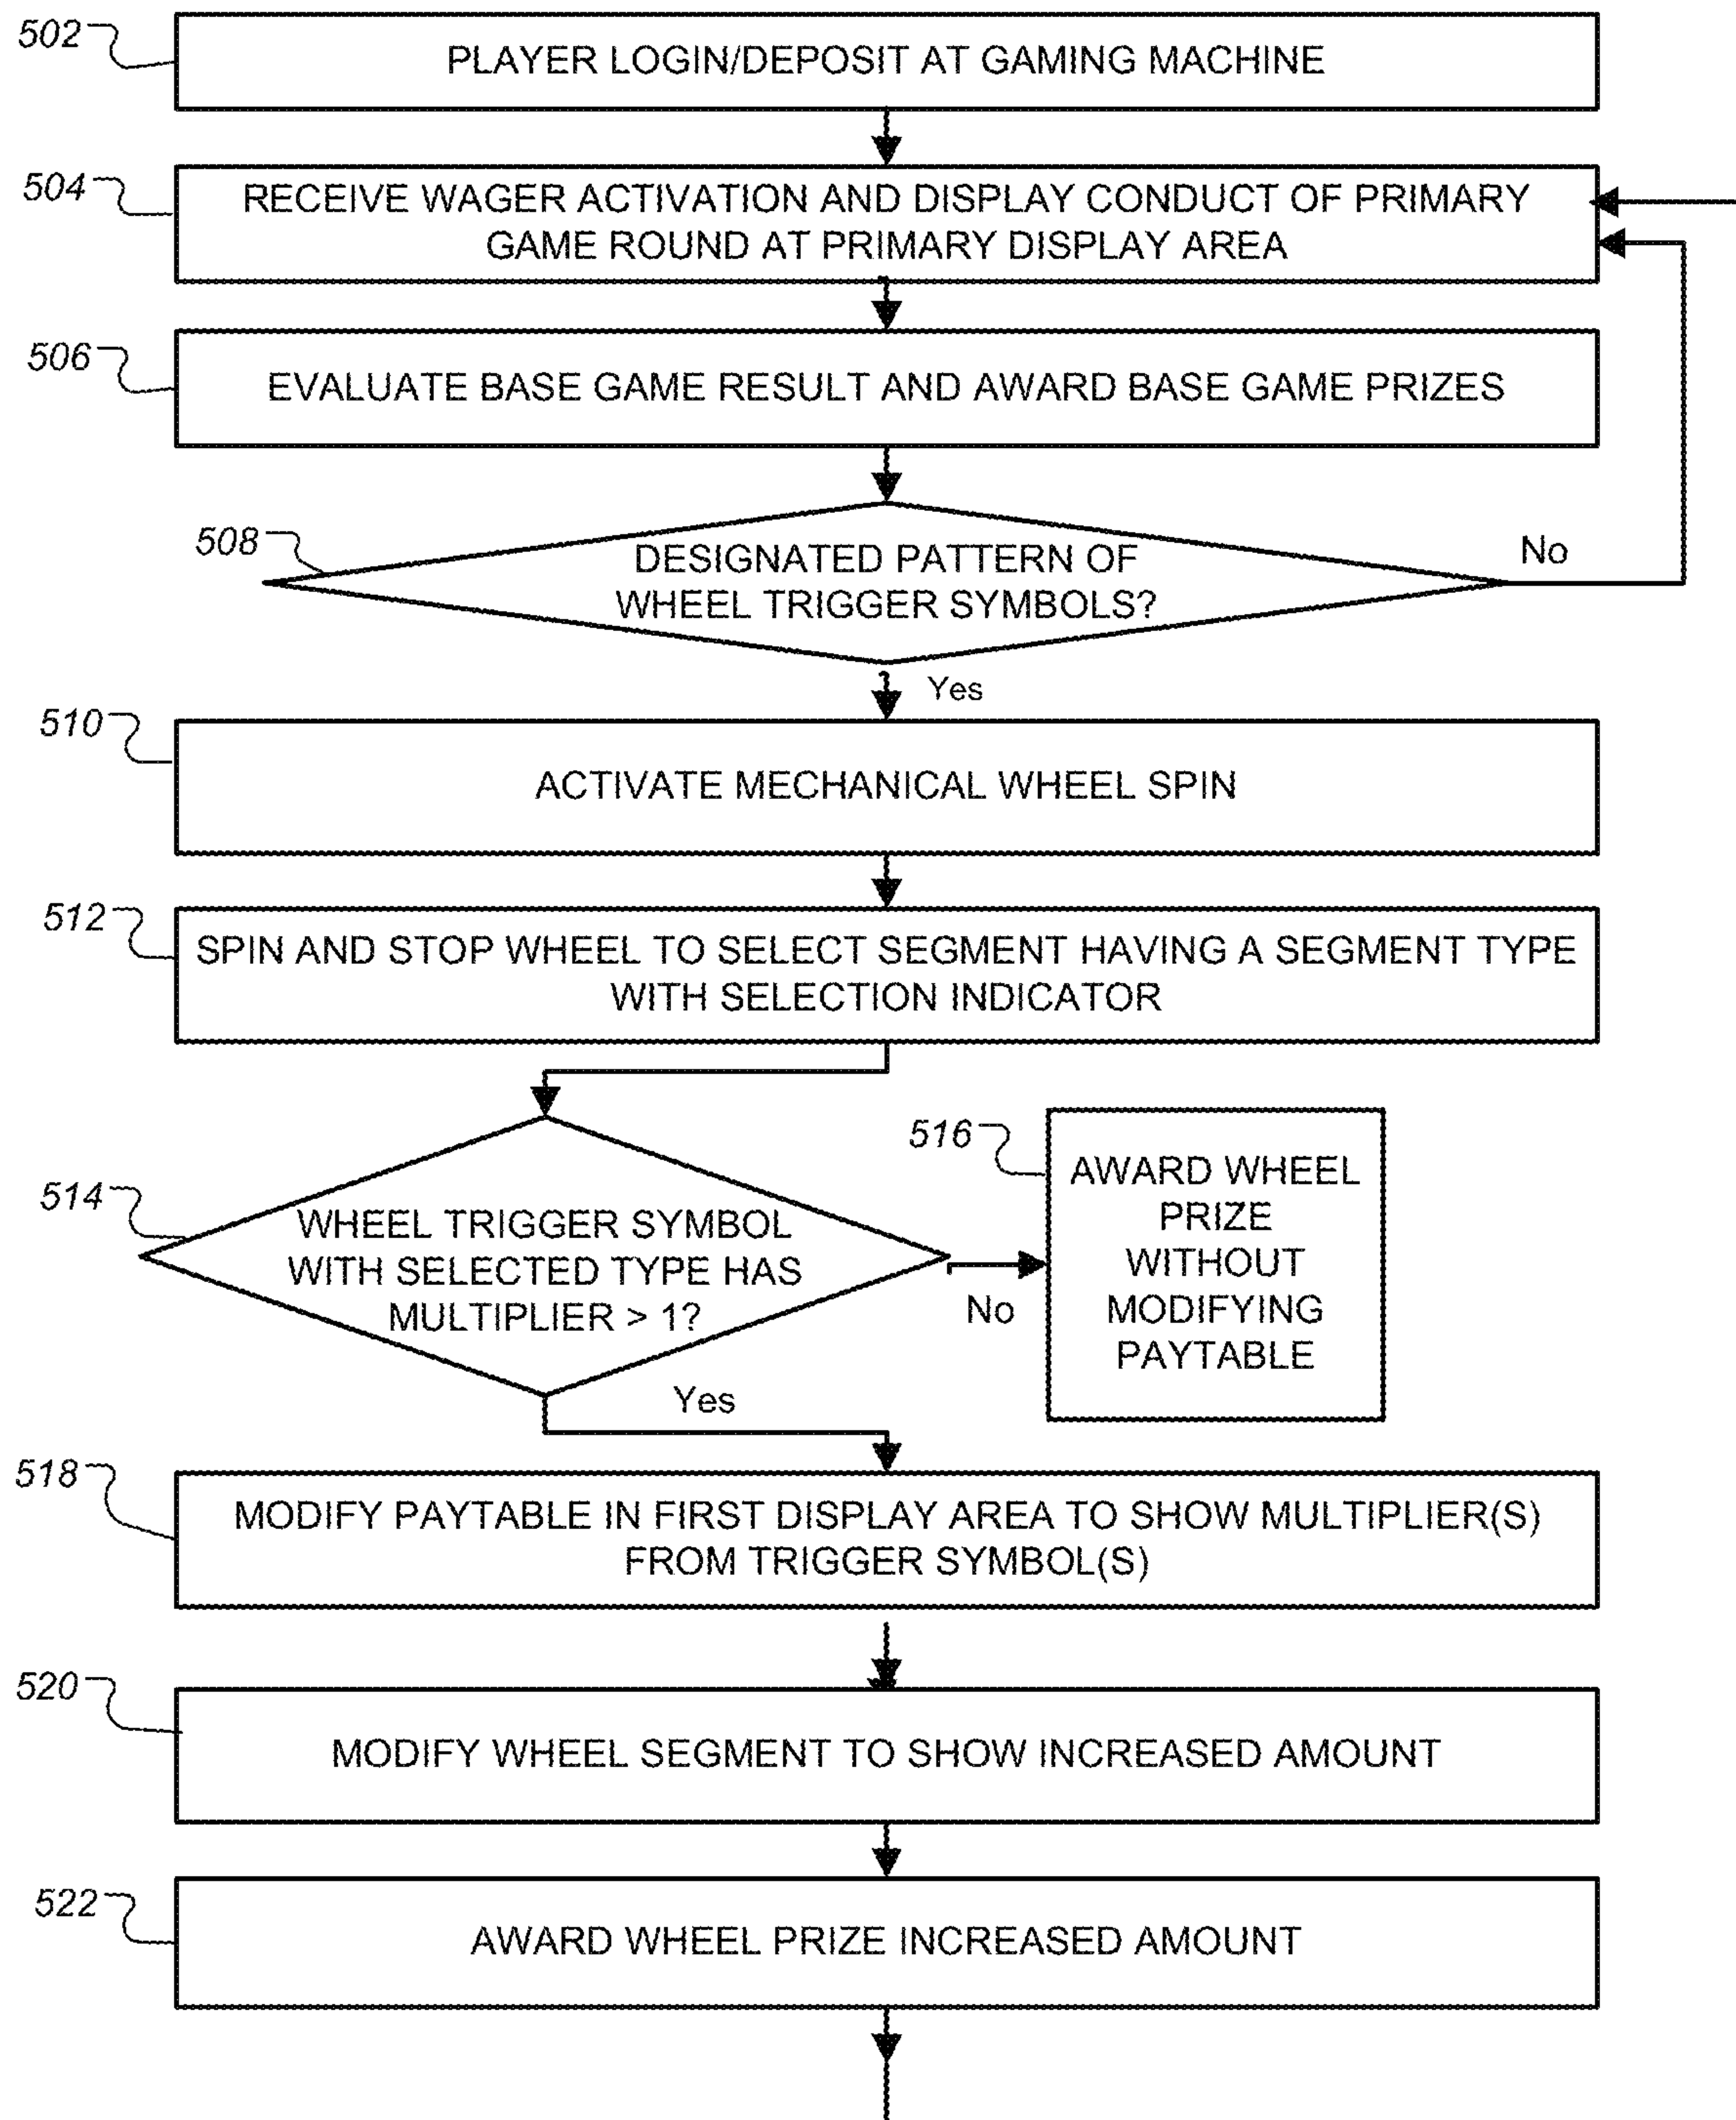 502
PLAYER LOGIN/DEPOSIT AT GAMING MACHINE
504
RECEIVE WAGER ACTIVATION AND DISPLAY CONDUCT OF PRIMARY
GAME ROUND AT PRIMARY DISPLAY AREA
506
EVALUATE BASE GAME RESULT AND AWARD BASE GAME PRIZES
508
DESIGNATED PATTERN OF
WHEEL TRIGGER SYMBOLS?
No
Yes
510
ACTIVATE MECHANICAL WHEEL SPIN
512
SPIN AND STOP WHEEL TO SELECT SEGMENT HAVING A SEGMENT TYPE
WITH SELECTION INDICATOR
514
WHEEL TRIGGER SYMBOL
WITH SELECTED TYPE HAS
MULTIPLIER > 1?
No
516
AWARD WHEEL
PRIZE
WITHOUT
MODIFYING
PAYTABLE
Yes
518
MODIFY PAYTABLE IN FIRST DISPLAY AREA TO SHOW MULTIPLIER(S)
FROM TRIGGER SYMBOL(S)
520
MODIFY WHEEL SEGMENT TO SHOW INCREASED AMOUNT
522
AWARD WHEEL PRIZE INCREASED AMOUNT